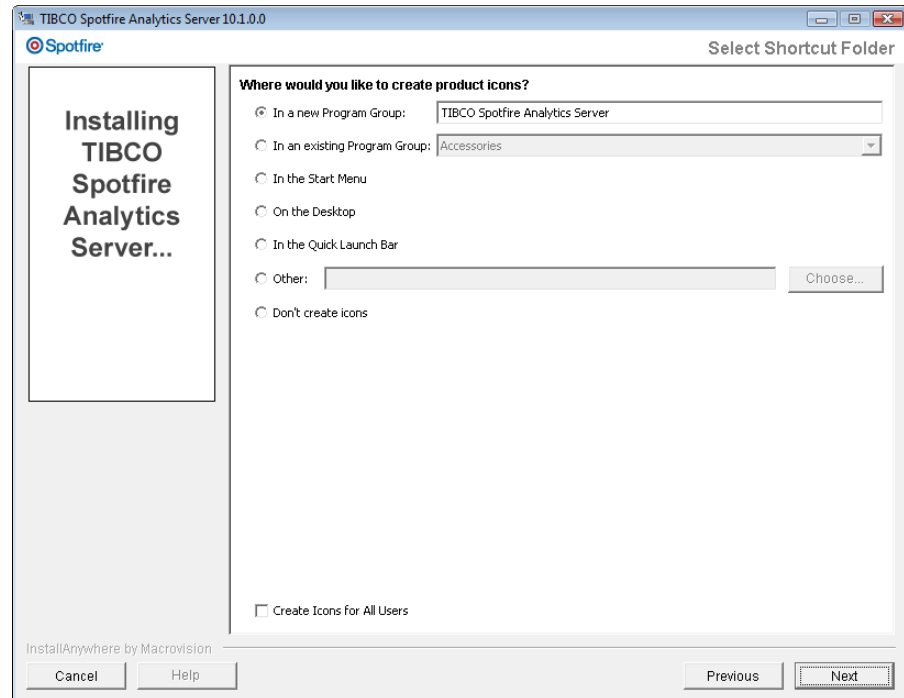 TIBCO Spotfire Analytics Server 10.1.0.0
Spotfire
Select Shortcut Folder
Installing
TIBCO
Spotfire
Analytics
Server...
Where would you like to create product icons?
In a new Program Group: TIBCO Spotfire Analytics Server
In an existing Program Group: Accessories
In the Start Menu
On the Desktop
In the Quick Launch Bar
Other: Choose...
Don't create icons
Create Icons for All Users
InstallAnywhere by Macrovision
Cancel Help Previous Next